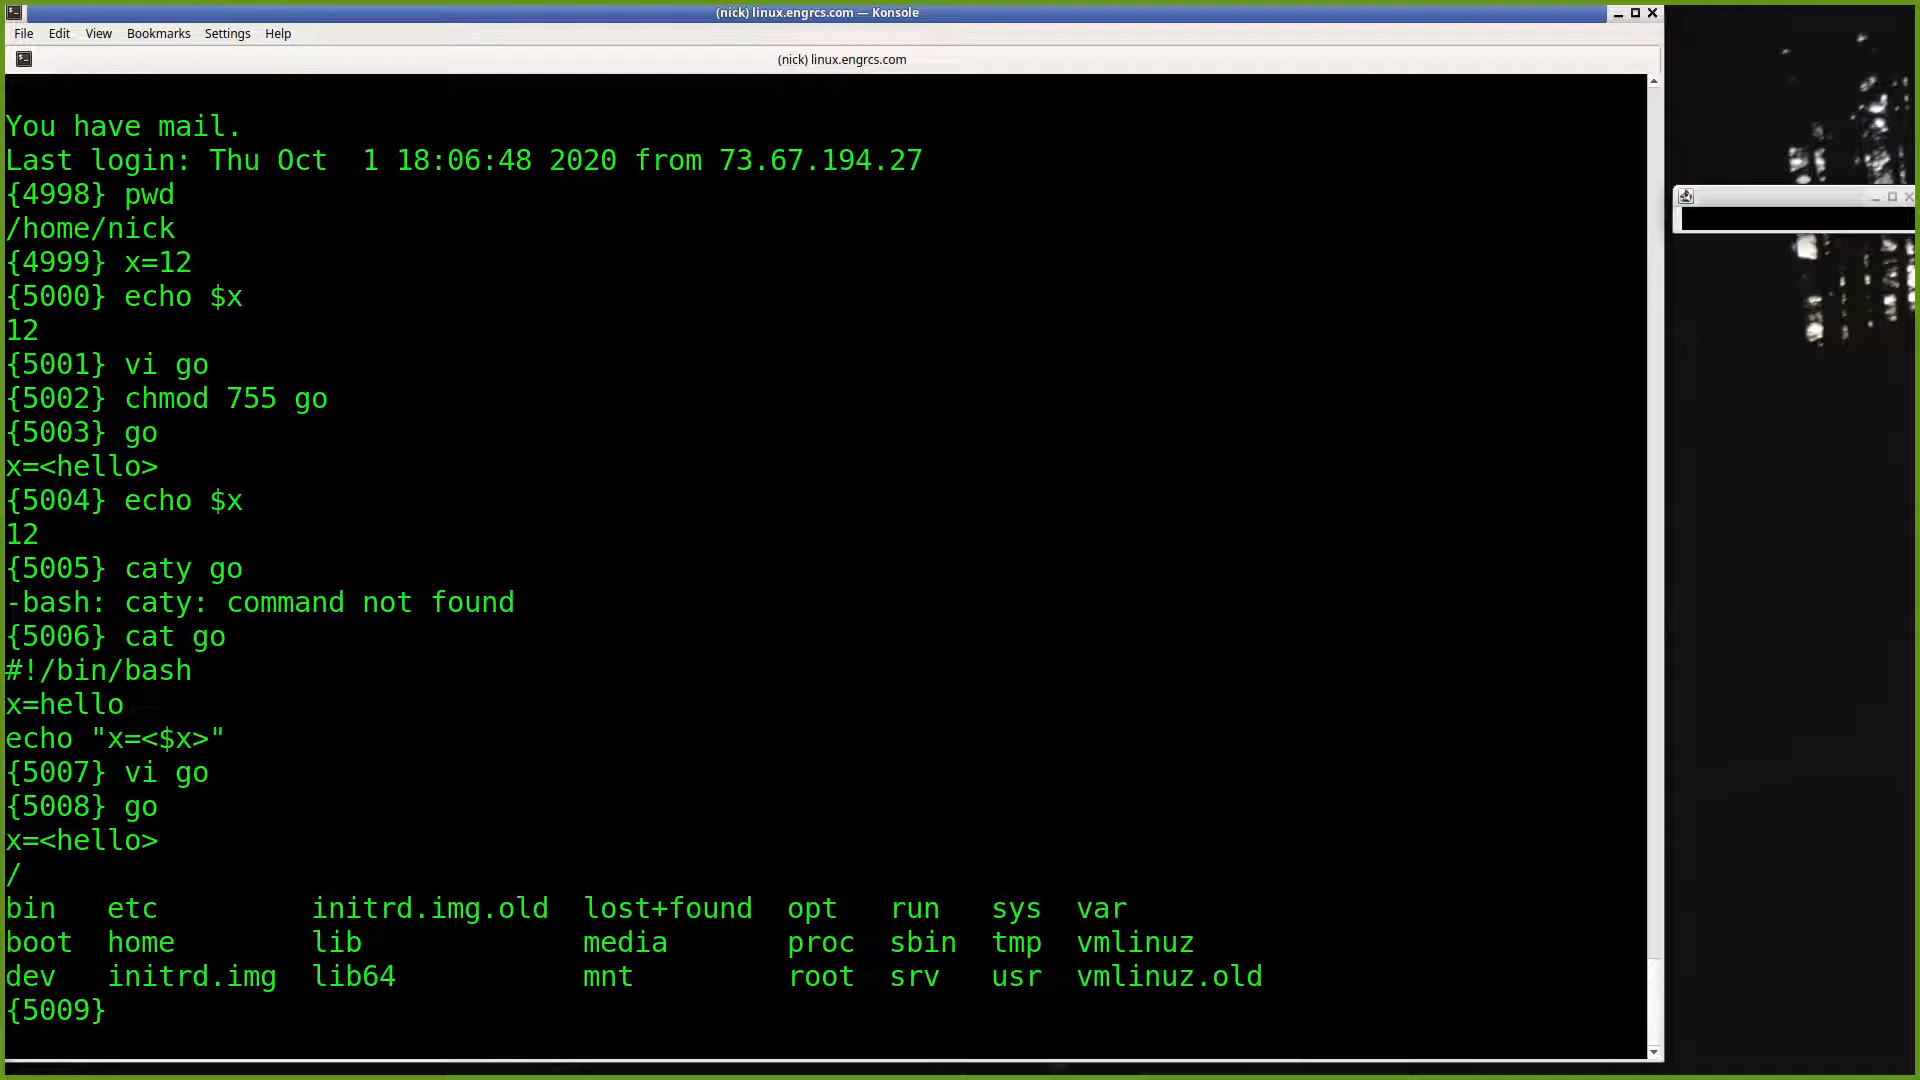 (nick) linux.engrcs.com — Konsole
File Edit View Bookmarks Settings Help
(nick) linux.engrcs.com
You have mail.
Last login: Thu Oct  1 18:06:48 2020 from 73.67.194.27
{4998} pwd
/home/nick
{4999} x=12
{5000} echo $x
12
{5001} vi go
{5002} chmod 755 go
{5003} go
x=<hello>
{5004} echo $x
12
{5005} caty go
-bash: caty: command not found
{5006} cat go
#!/bin/bash
x=hello
echo "x=<$x>"
{5007} vi go
{5008} go
x=<hello>
/
bin   etc         initrd.img.old  lost+found  opt   run   sys  var
boot  home        lib             media       proc  sbin  tmp  vmlinuz
dev   initrd.img  lib64           mnt         root  srv   usr  vmlinuz.old
{5009}